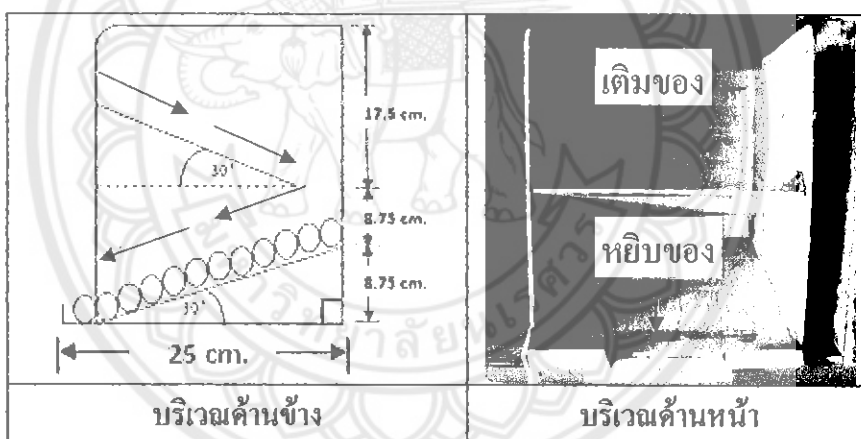 17.5 cm.
30°
8.75 cm.
8.75 cm.
30°
25 cm.
เติมของ
หยิบของ
บริเวณด้านข้าง
บริเวณด้านหน้า